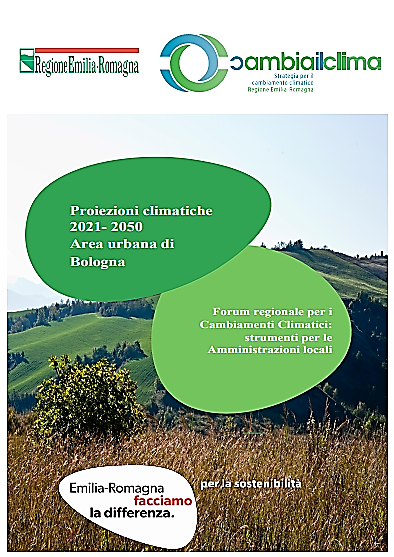 RegioneEmilia-Romagna
cambiailclima
Strategia per il
cambiamento climatico
Regione Emilia-Romagna
Proiezioni climatiche
2021- 2050
Area urbana di
Bologna
Forum regionale per i
Cambiamenti Climatici:
strumenti per le
Amministrazioni locali
Emilia-Romagna
facciamo
la differenza.
per la sostenibilità